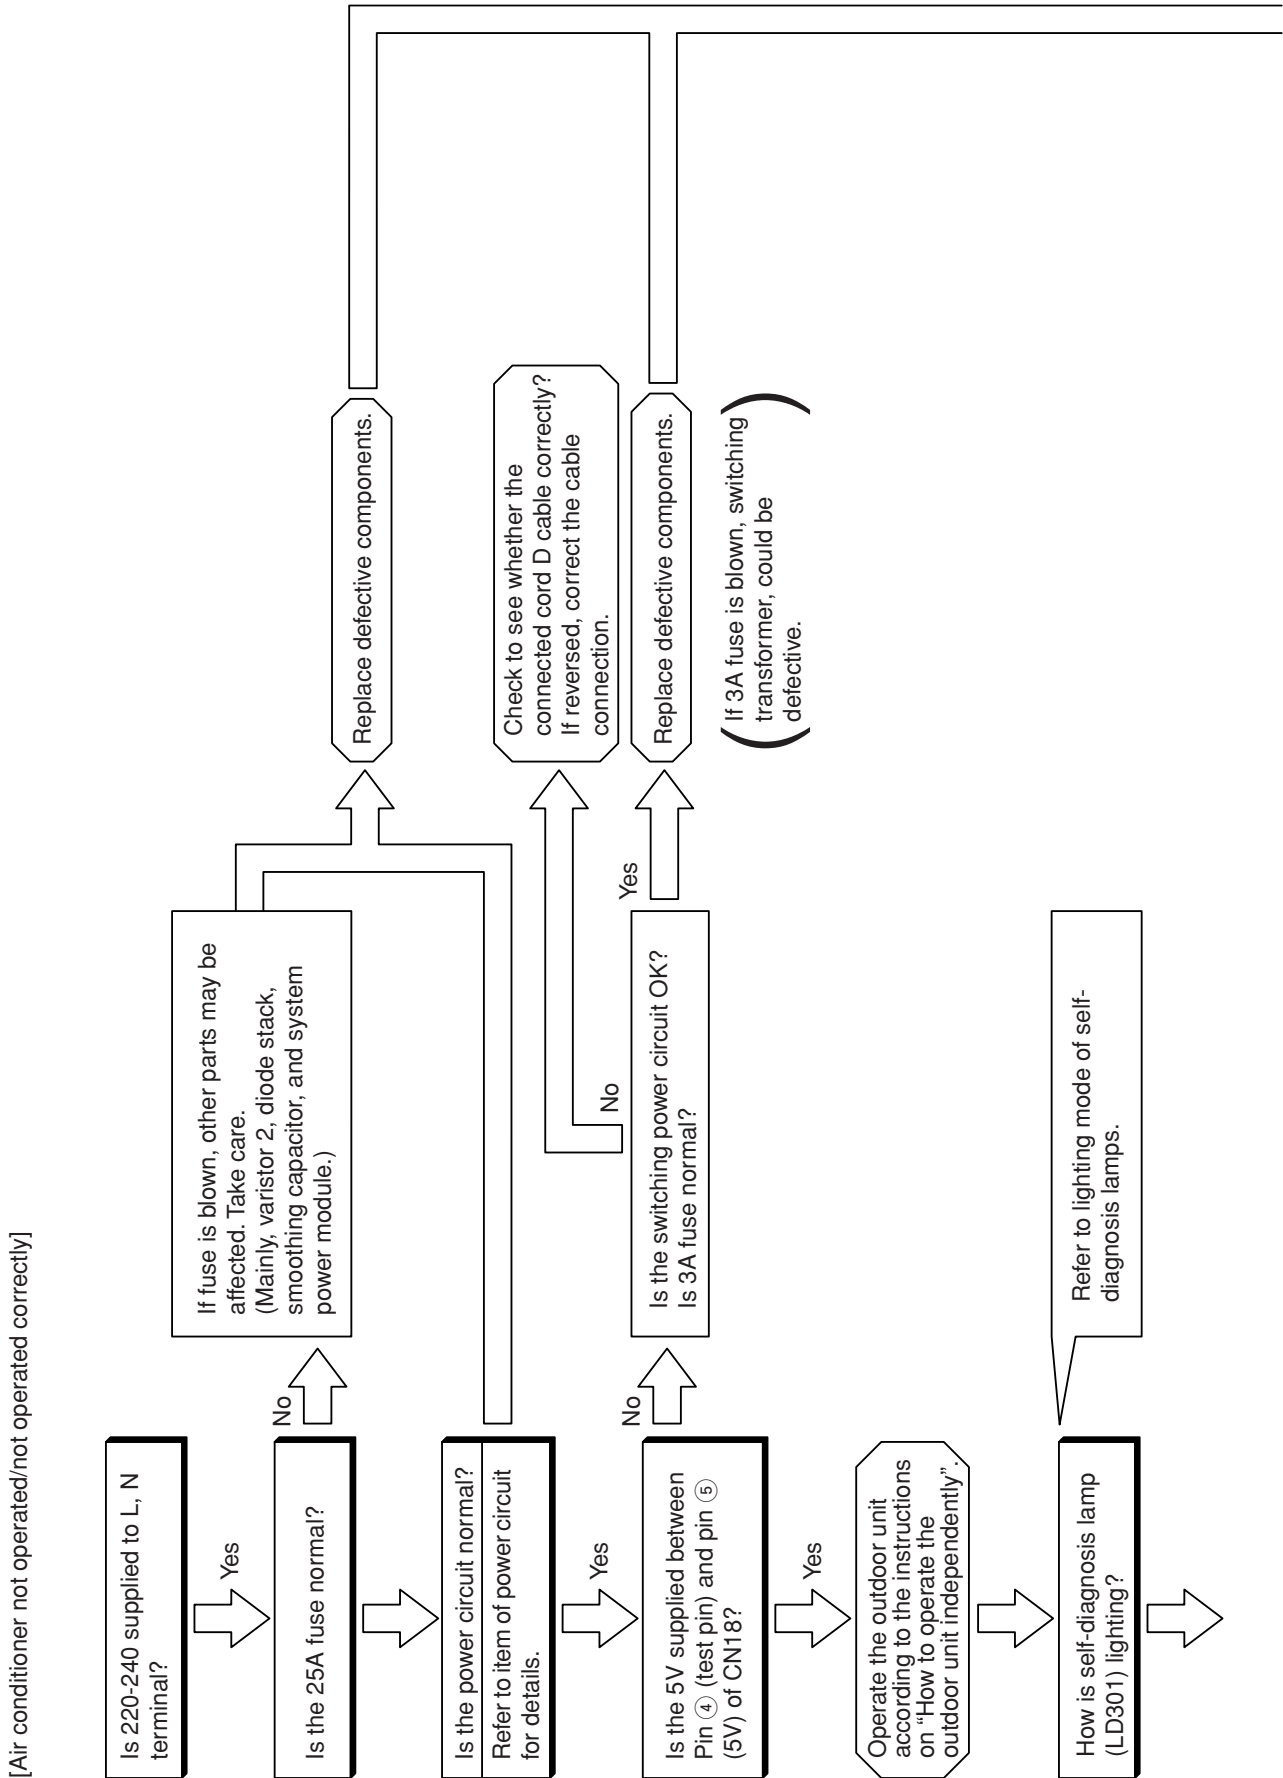 [Air conditioner not operated/not operated correctly]
Is 220-240 supplied to L, N
terminal?
Yes
Is the 25A fuse normal?
No
If fuse is blown, other parts may be
affected. Take care.
(Mainly, varistor 2, diode stack,
smoothing capacitor, and system
power module.)
Replace defective components.
Is the power circuit normal?
Refer to item of power circuit
for details.
Yes
Is the 5V supplied between
Pin ④ (test pin) and pin ⑤
(5V) of CN18?
No
Is the switching power circuit OK?
Is 3A fuse normal?
No
Check to see whether the
connected cord D cable correctly?
If reversed, correct the cable
connection.
Yes
Replace defective components.
(If 3A fuse is blown, switching
transformer, could be
defective.)
Yes
Operate the outdoor unit
according to the instructions
on “How to operate the
outdoor unit independently”.
How is self-diagnosis lamp
(LD301) lighting?
Refer to lighting mode of self-
diagnosis lamps.